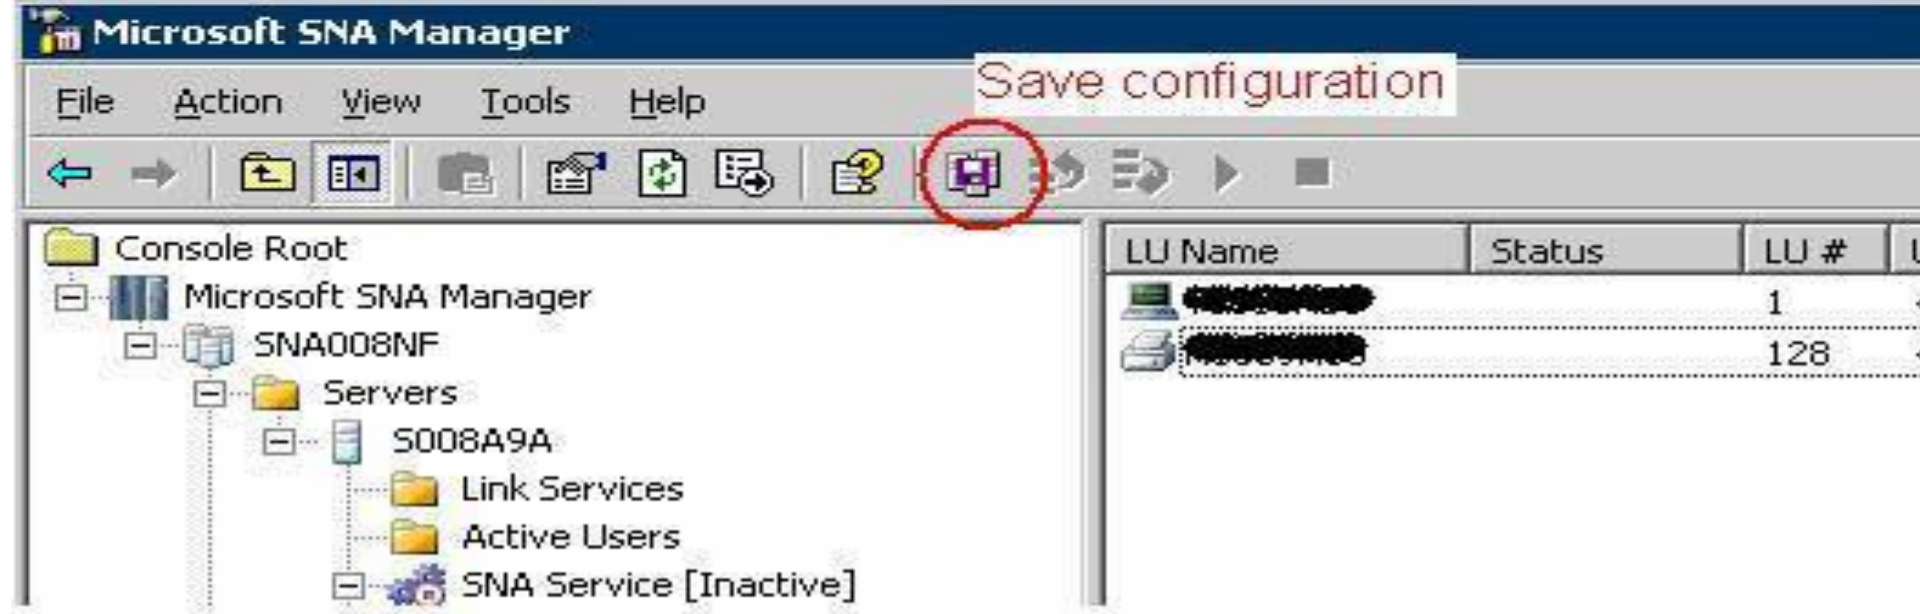 Microsoft SNA Manager
Save configuration
File Action View Tools Help
Console Root
Microsoft SNA Manager
SNA008NF
Servers
S008A9A
Link Services
Active Users
SNA Service [Inactive]
LU Name Status LU #
1
128